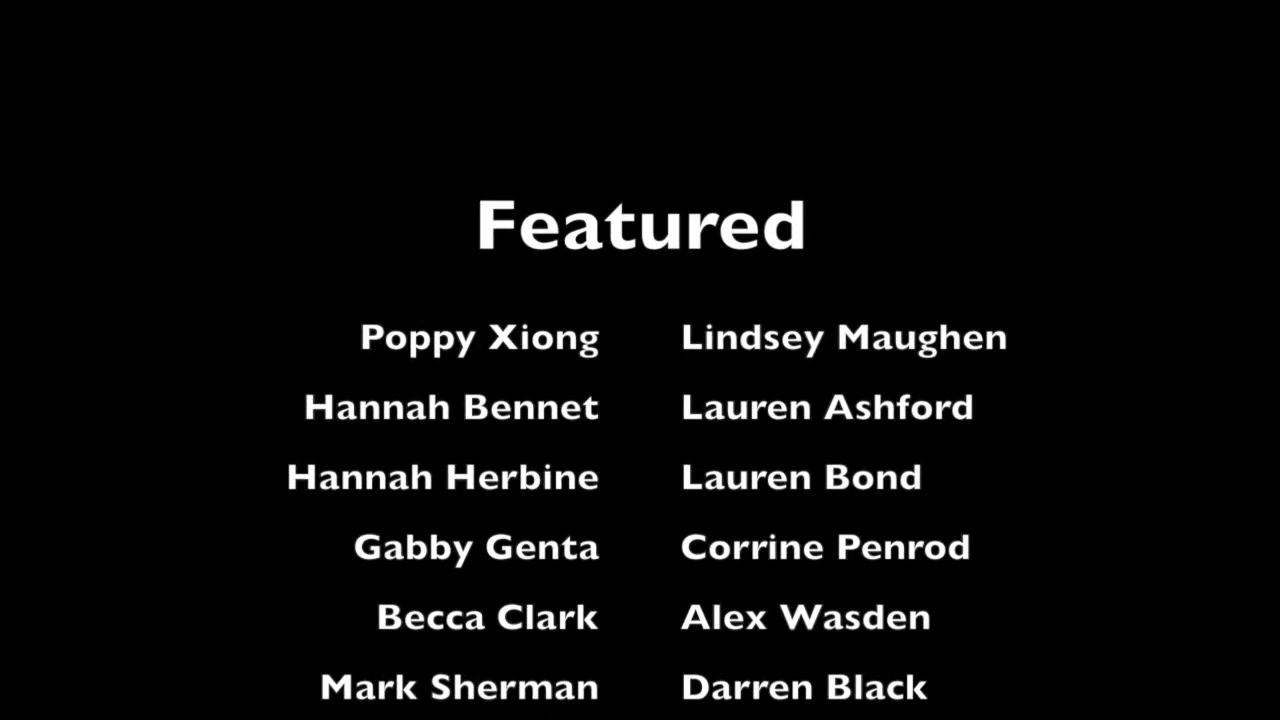 Featured
Poppy Xiong Lindsey Maughen
Hannah Bennet Lauren Ashford
Hannah Herbine Lauren Bond
Gabby Genta Corrine Penrod
Becca Clark Alex Wasden
Mark Sherman Darren Black